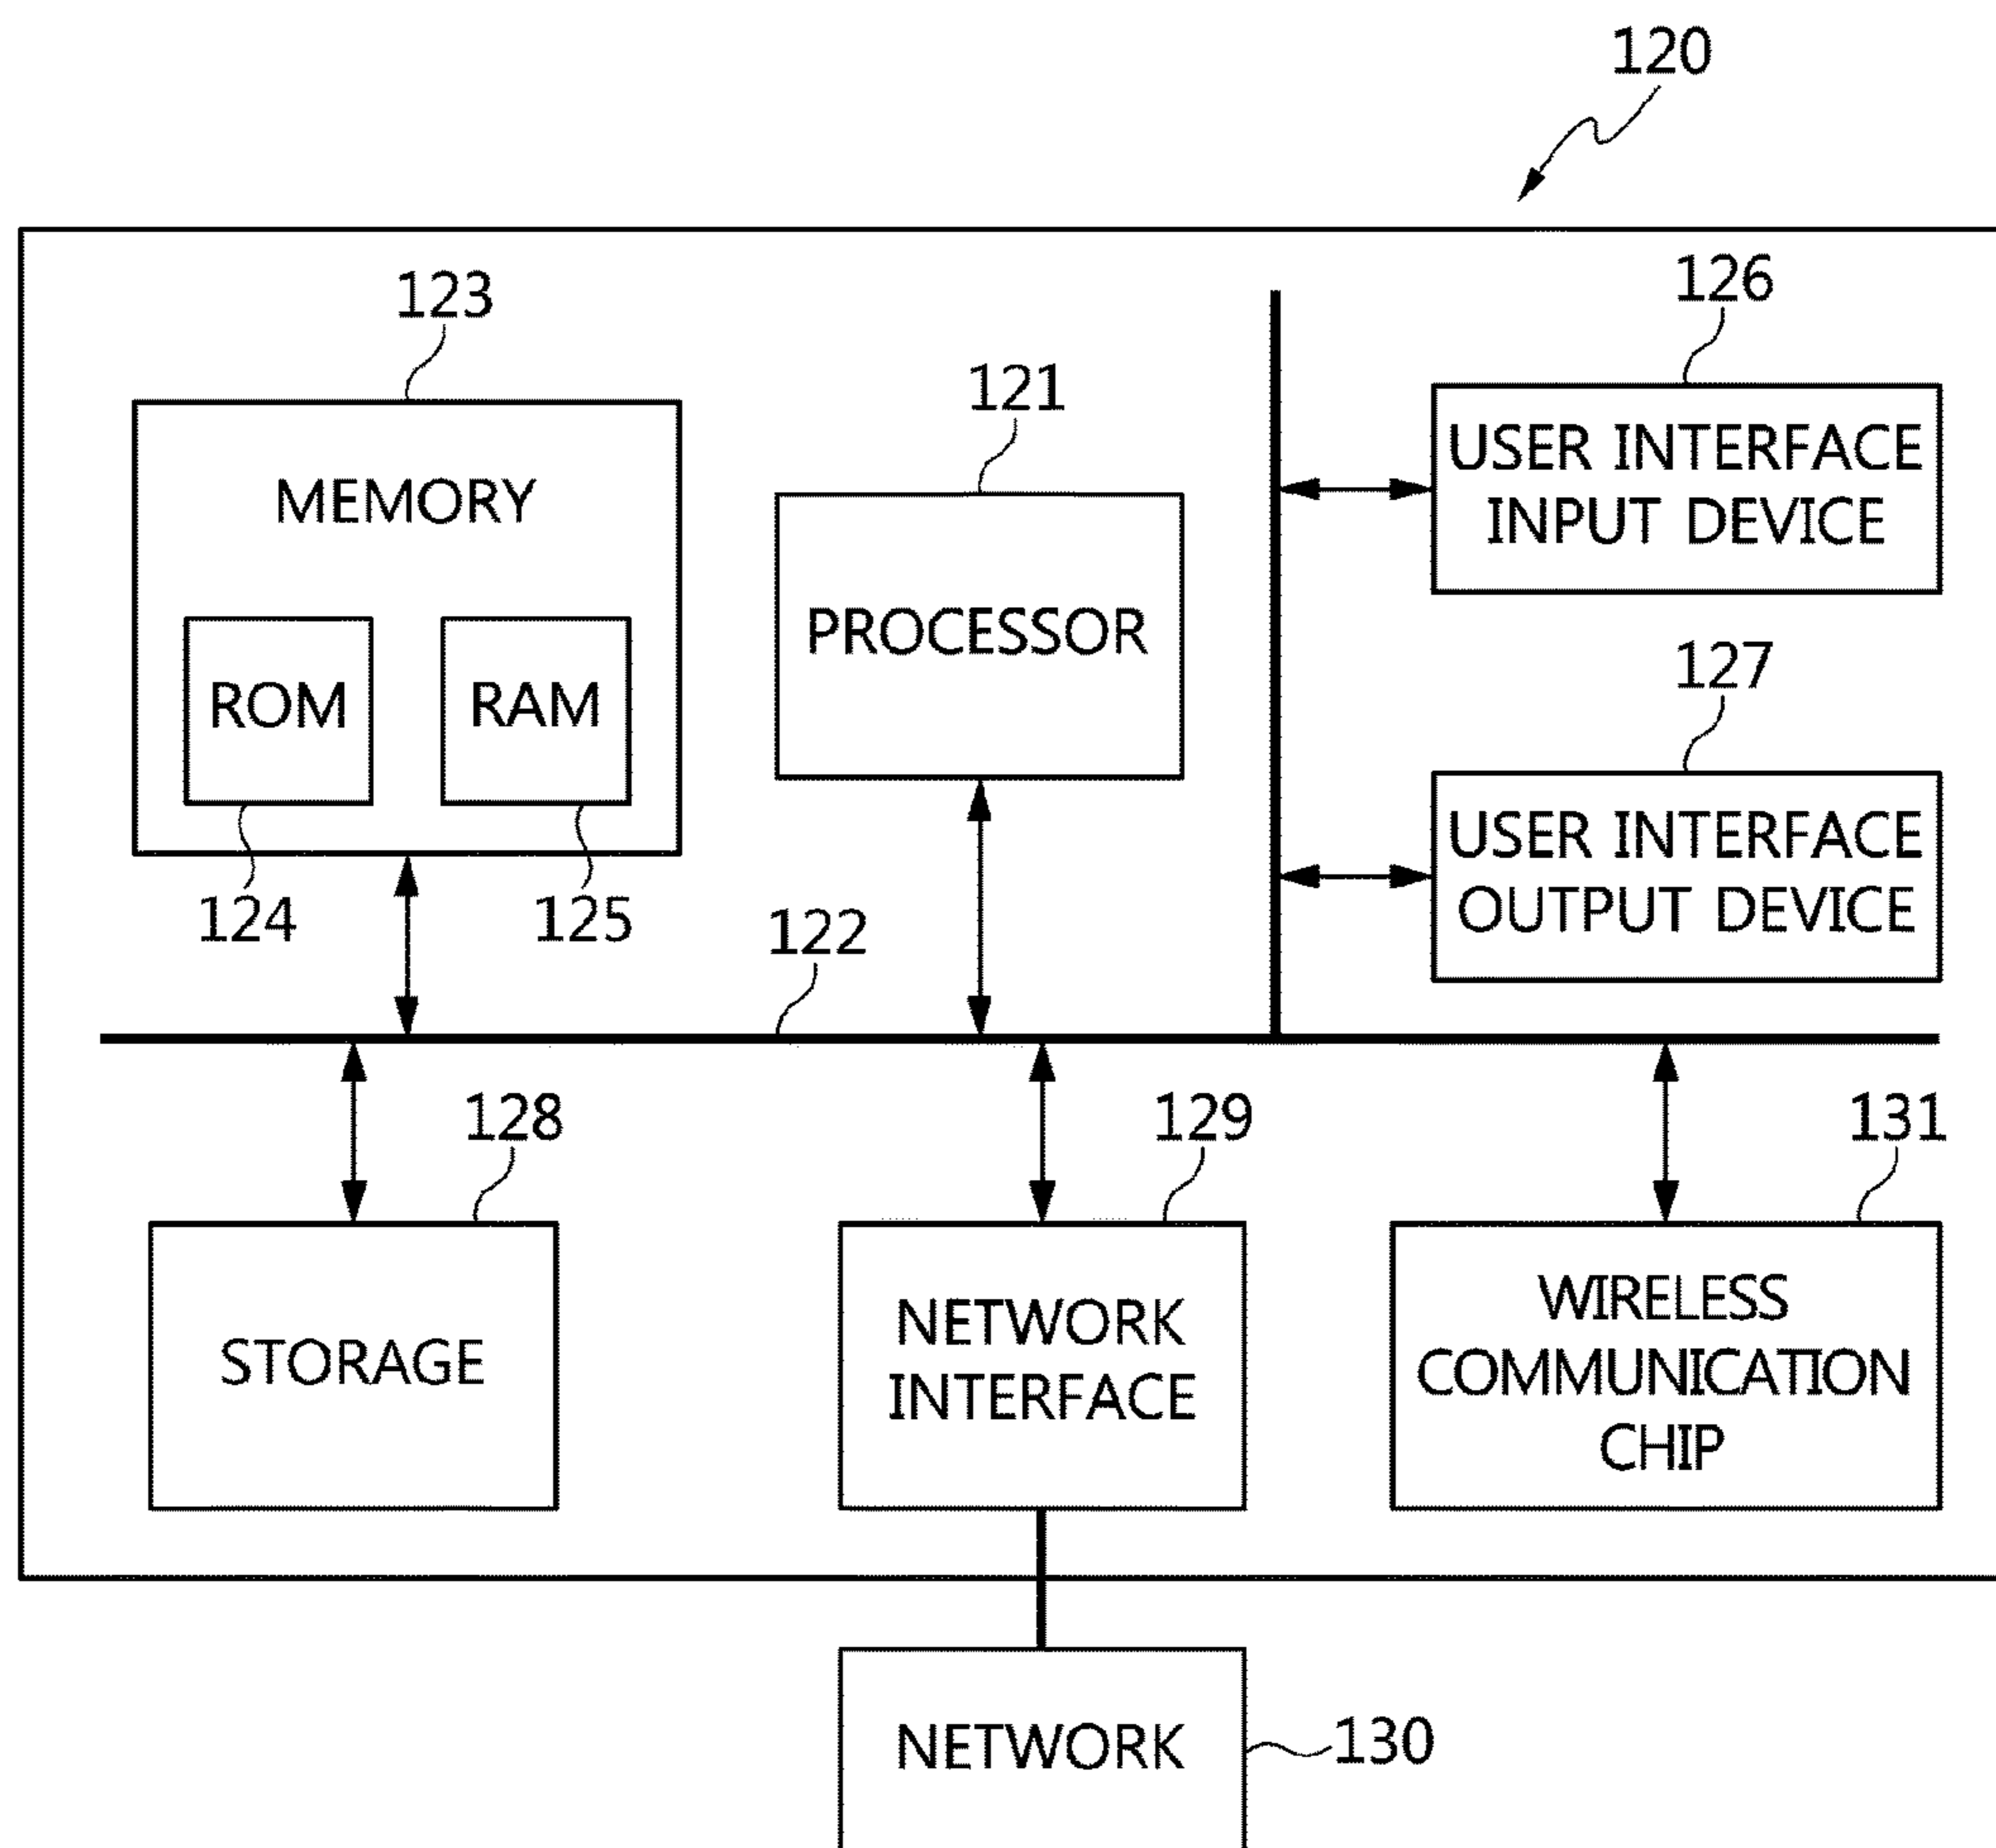 120
123
121
126
MEMORY
PROCESSOR
USER INTERFACE
INPUT DEVICE
ROM
RAM
127
USER INTERFACE
OUTPUT DEVICE
124
125
122
128
129
131
STORAGE
NETWORK
INTERFACE
WIRELESS
COMMUNICATION
CHIP
NETWORK
130